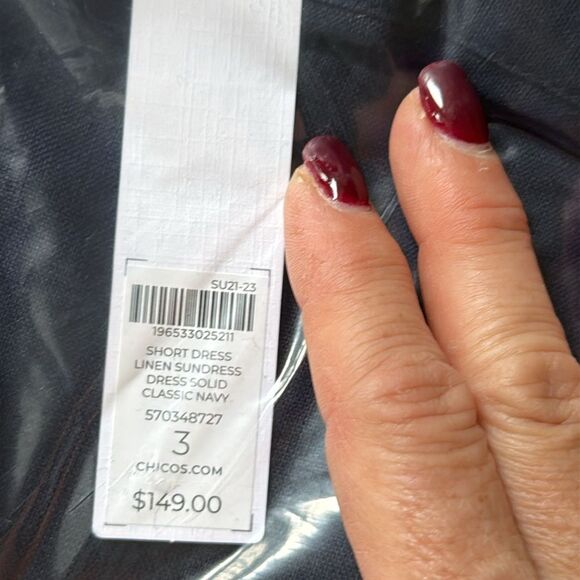 SU21-23
196533025211
SHORT DRESS
LINEN SUNDRESS
DRESS SOLID
CLASSIC NAVY
570348727
3
CHICOS.COM
$149.00